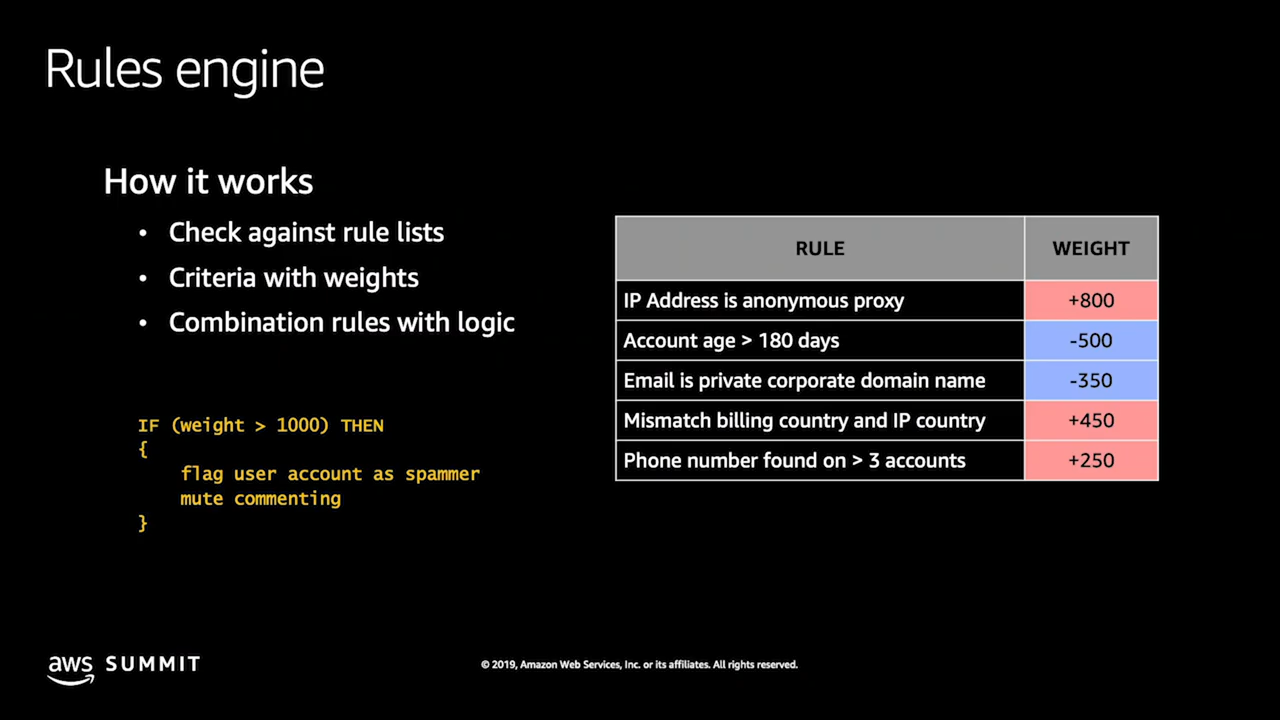 Rules engine
How it works
• Check against rule lists
• Criteria with weights
• Combination rules with logic
IF (weight > 1000) THEN
{
flag user account as spammer
mute commenting
}
RULE WEIGHT
IP Address is anonymous proxy +800
Account age > 180 days -500
Email is private corporate domain name -350
Mismatch billing country and IP country +450
Phone number found on > 3 accounts +250
aws SUMMIT
© 2019, Amazon Web Services, Inc. or its affiliates. All rights reserved.